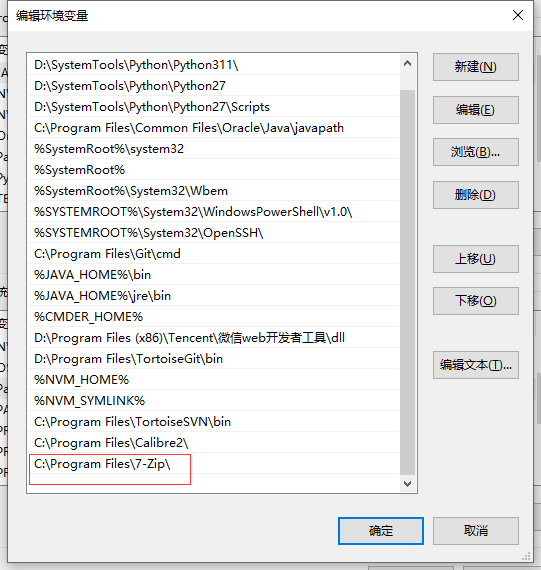 编辑环境变量
D:\SystemTools\Python\Python311\
D:\SystemTools\Python\Python27
D:\SystemTools\Python\Python27\Scripts
C:\Program Files\Common Files\Oracle\Java\javapath
%SystemRoot%\system32
%SystemRoot%
%SystemRoot%\System32\Wbem
%SYSTEMROOT%\System32\WindowsPowerShell\v1.0\
%SYSTEMROOT%\System32\OpenSSH\
C:\Program Files\Git\cmd
%JAVA_HOME%\bin
%JAVA_HOME%\jre\bin
%CMDER_HOME%
D:\Program Files (x86)\Tencent\微信web开发者工具\dll
D:\Program Files\TortoiseGit\bin
%NVM_HOME%
%NVM_SYMLINK%
C:\Program Files\TortoiseSVN\bin
C:\Program Files\Calibre2\
C:\Program Files\7-Zip\
新建(N)
编辑(E)
浏览(B)...
删除(D)
上移(U)
下移(O)
编辑文本(T)...
确定
取消